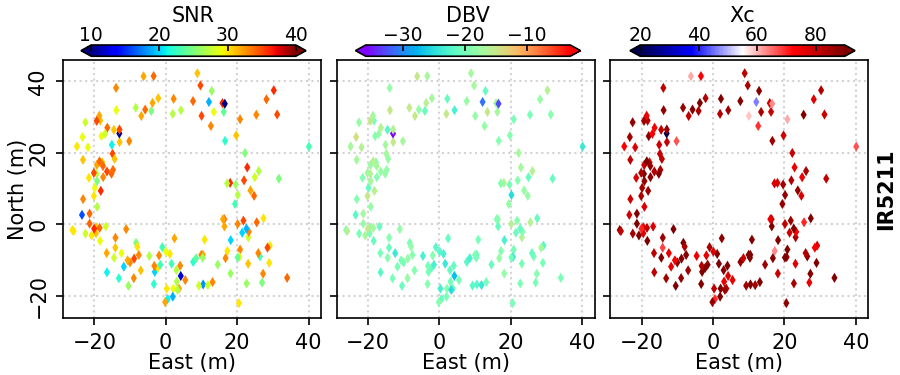 SNR DBV Xc
10 20 30 40 −30 −20 −10 20 40 60 80
40
20
0
−20
North (m)
IR5211
−20 0 20 40 −20 0 20 40 −20 0 20 40
East (m) East (m) East (m)